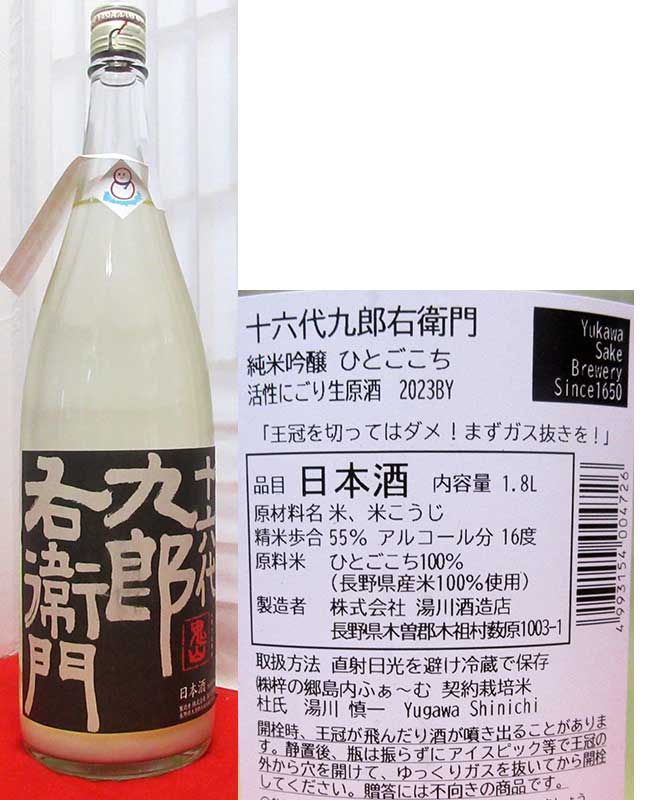 十六代
九郎
右衛門
鬼山
日本酒
十六代九郎右衛門
純米吟醸 ひとごこち
活性にごり生原酒 2023BY
Yukawa
Sake
Brewery
Since1650
「王冠を切ってはダメ!まずガス抜きを!」
品目 日本酒 内容量 1.8L
原材料名 米、米こうじ
精米歩合 55% アルコール分 16度
原料米 ひとごこち100%
(長野県産米100%使用)
製造者 株式会社 湯川酒造店
長野県木曽郡木祖村薮原1003-1
4993154004726
取扱方法 直射日光を避け冷蔵で保存
㈱梓の郷島内ふぁ~む 契約栽培米
杜氏 湯川 慎一 Yugawa Shinichi
開栓時、王冠が飛んだり酒が噴き出ることがありま
す。静置後、瓶は振らずにアイスピック等で王冠の
外から穴を開けて、ゆっくりガスを抜いてから開栓
してください。贈答には不向きの商品です。